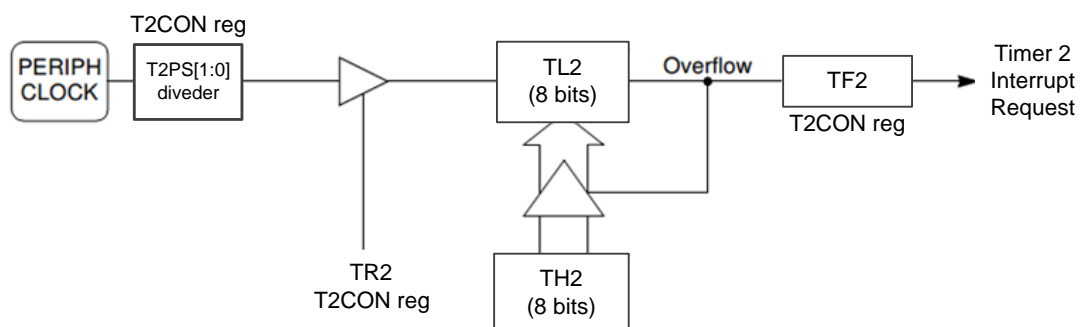 T2CON reg
PERIPH
CLOCK
T2PS[1:0]
diveder
TL2
(8 bits)
Overflow
TF2
T2CON reg
Timer 2
Interrupt
Request
TR2
T2CON reg
TH2
(8 bits)